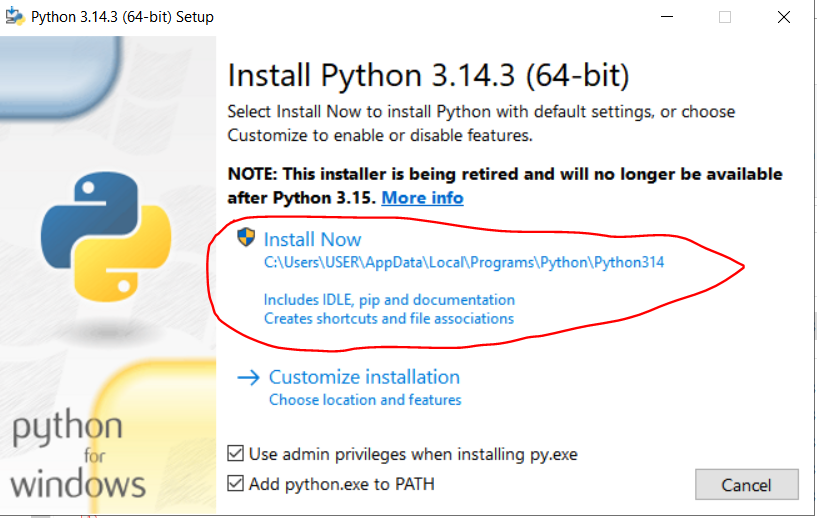 Python 3.14.3 (64-bit) Setup
Install Python 3.14.3 (64-bit)
Select Install Now to install Python with default settings, or choose
Customize to enable or disable features.
NOTE: This installer is being retired and will no longer be available
after Python 3.15. More info
Install Now
C:\Users\USER\AppData\Local\Programs\Python\Python314
Includes IDLE, pip and documentation
Creates shortcuts and file associations
Customize installation
Choose location and features
python
for
windows
Use admin privileges when installing py.exe
Add python.exe to PATH
Cancel